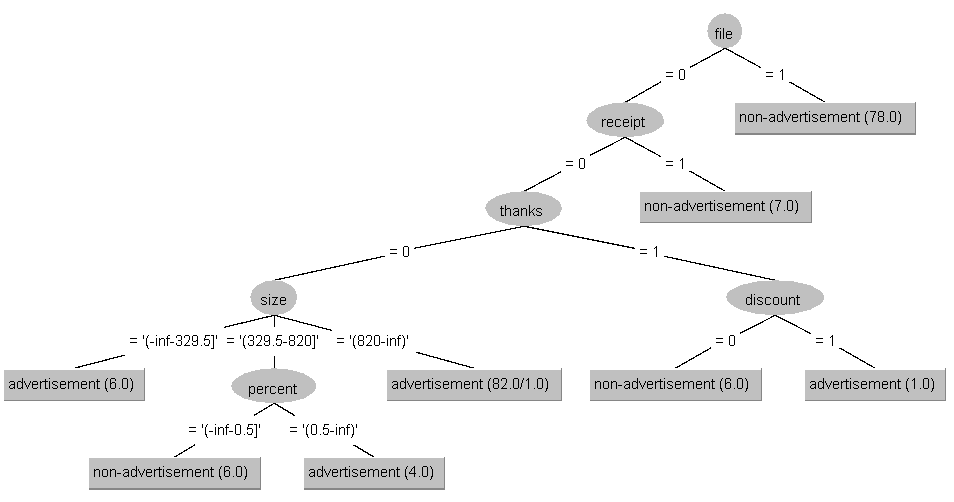 file
= 0
= 1
receipt
non-advertisement (78.0)
= 0
= 1
thanks
non-advertisement (7.0)
= 0
= 1
size
discount
= '(-inf-329.5]'
= '(329.5-820]'
= '(820-inf)'
= 0
= 1
advertisement (6.0)
percent
advertisement (82.0/1.0)
non-advertisement (6.0)
advertisement (1.0)
= '(-inf-0.5]'
= '(0.5-inf)'
non-advertisement (6.0)
advertisement (4.0)